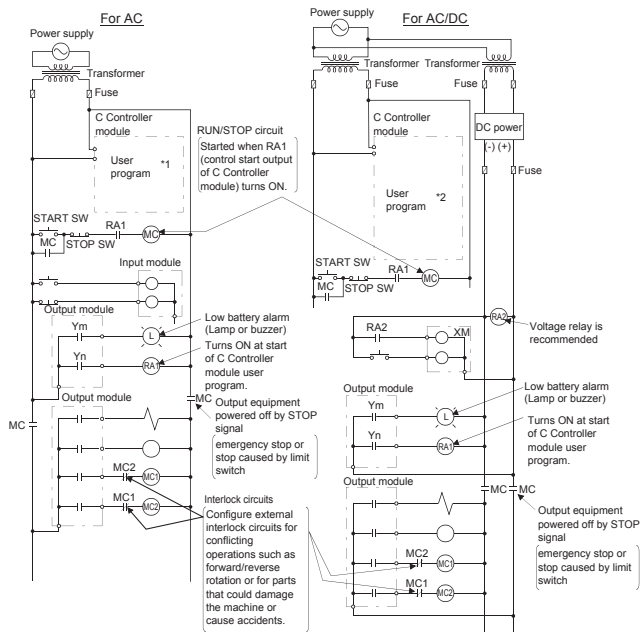 For AC
Power supply
Transformer
Fuse
C Controller
module
User
program
*1
RUN/STOP circuit
Started when RA1
(control start output
of C Controller
module) turns ON.
START SW
MC
STOP SW
RA1
MC
Input module
Output module
Ym
L
Low battery alarm
(Lamp or buzzer)
Yn
RA1
Turns ON at start
of C Controller
module user
program.
Output module
MC
MC
Output equipment
powered off by STOP
signal
emergency stop or
stop caused by limit
switch
MC2
MC1
MC1
MC2
Interlock circuits
Configure external
interlock circuits for
conflicting
operations such as
forward/reverse
rotation or for parts
that could damage
the machine or
cause accidents.
For AC/DC
Power supply
Transformer
Transformer
Fuse
Fuse
C Controller
module
DC power
(-) (+)
Fuse
User
program
*2
START SW
MC
STOP SW
RA1
MC
RA2
Voltage relay is
recommended
RA2
XM
Output module
Ym
L
Low battery alarm
(Lamp or buzzer)
Yn
RA1
Turns ON at start
of C Controller
module user
program.
Output module
MC
MC
Output equipment
powered off by STOP
signal
emergency stop or
stop caused by limit
switch
MC2
MC1
MC1
MC2